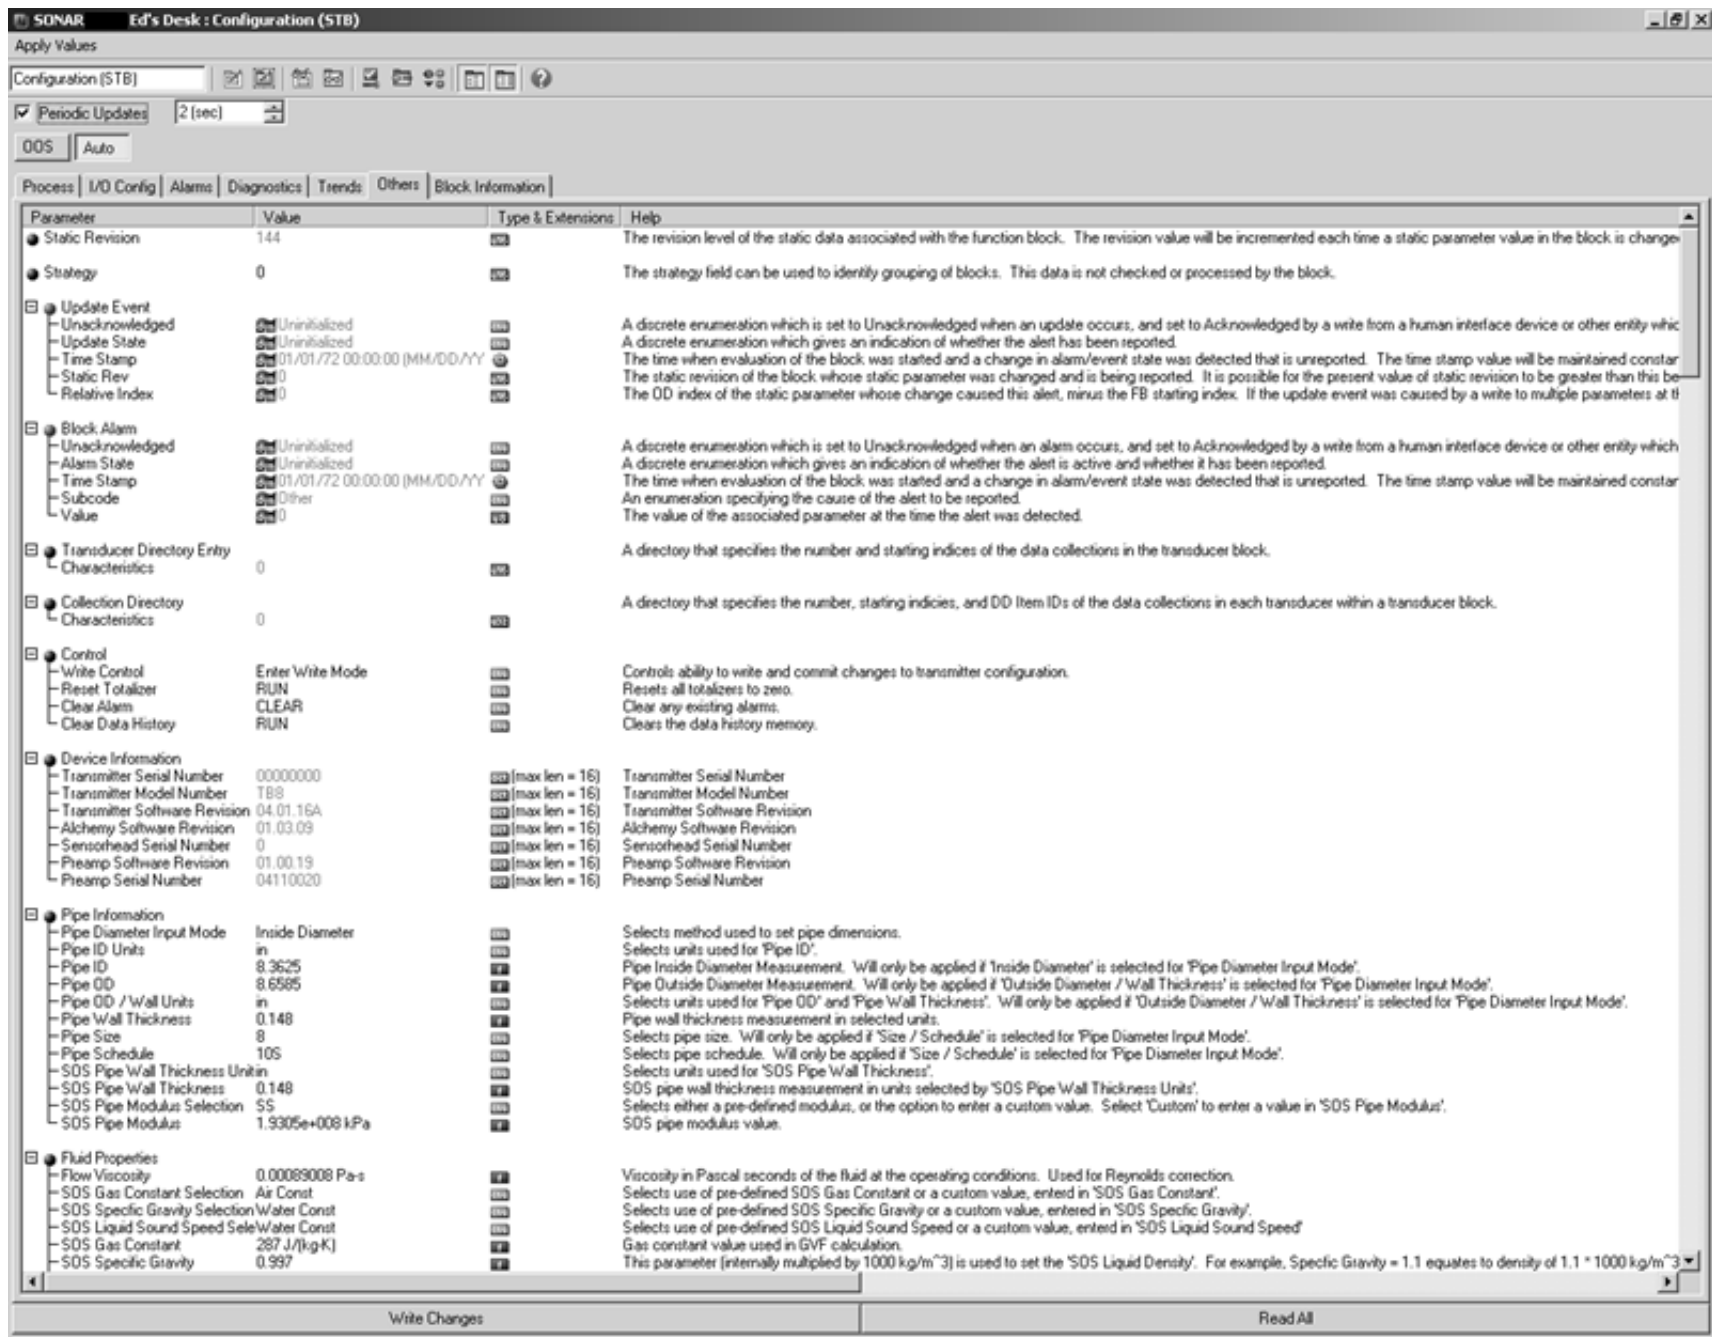 SONAR Ed's Desk : Configuration (STB)
Apply Values
Configuration (STB)
Periodic Updates 2 (sec)
OOS Auto
Process I/O Config Alarms Diagnostics Trends Others Block Information
Parameter Value Type & Extensions Help
Static Revision 144 The revision level of the static data associated with the function block. The revision value will be incremented each time a static parameter value in the block is change
Strategy 0 The strategy field can be used to identify grouping of blocks. This data is not checked or processed by the block.
Update Event
Unacknowledged Uninitialized A discrete enumeration which is set to Unacknowledged when an update occurs, and set to Acknowledged by a write from a human interface device or other entity whic
Update State Uninitialized A discrete enumeration which gives an indication of whether the alert has been reported.
Time Stamp 01/01/72 00:00:00 (MM/DD/YY The time when evaluation of the block was started and a change in alarm/event state was detected that is unreported. The time stamp value will be maintained constar
Static Rev 0 The static revision of the block whose static parameter was changed and is being reported. It is possible for the present value of static revision to be greater than this be
Relative Index 0 The OD index of the static parameter whose change caused this alert, minus the FB starting index. If the update event was caused by a write to multiple parameters at th
Block Alarm
Unacknowledged Uninitialized A discrete enumeration which is set to Unacknowledged when an alarm occurs, and set to Acknowledged by a write from a human interface device or other entity which
Alarm State Uninitialized A discrete enumeration which gives an indication of whether the alert is active and whether it has been reported.
Time Stamp 01/01/72 00:00:00 (MM/DD/YY The time when evaluation of the block was started and a change in alarm/event state was detected that is unreported. The time stamp value will be maintained constar
Subcode Other An enumeration specifying the cause of the alert to be reported.
Value 0 The value of the associated parameter at the time the alert was detected.
Transducer Directory Entry A directory that specifies the number and starting indices of the data collections in the transducer block.
Characteristics 0
Collection Directory A directory that specifies the number, starting indicies, and DD Item IDs of the data collections in each transducer within a transducer block.
Characteristics 0
Control
Write Control Enter Write Mode Controls ability to write and commit changes to transmitter configuration.
Reset Totalizer RUN Resets all totalizers to zero.
Clear Alarm CLEAR Clear any existing alarms.
Clear Data History RUN Clears the data history memory.
Device Information
Transmitter Serial Number 00000000 (max len = 16) Transmitter Serial Number
Transmitter Model Number TB8 (max len = 16) Transmitter Model Number
Transmitter Software Revision 04.01.16A (max len = 16) Transmitter Software Revision
Alchemy Software Revision 01.03.09 (max len = 16) Alchemy Software Revision
Sensorhead Serial Number 0 (max len = 16) Sensorhead Serial Number
Preamp Software Revision 01.00.19 (max len = 16) Preamp Software Revision
Preamp Serial Number 04110020 (max len = 16) Preamp Serial Number
Pipe Information
Pipe Diameter Input Mode Inside Diameter Selects method used to set pipe dimensions.
Pipe ID Units in Selects units used for 'Pipe ID'.
Pipe ID 8.3625 Pipe Inside Diameter Measurement. Will only be applied if 'Inside Diameter' is selected for 'Pipe Diameter Input Mode'.
Pipe OD 8.6585 Pipe Outside Diameter Measurement. Will only be applied if 'Outside Diameter / Wall Thickness' is selected for 'Pipe Diameter Input Mode'.
Pipe OD / Wall Units in Selects units used for 'Pipe OD' and 'Pipe Wall Thickness'. Will only be applied if 'Outside Diameter / Wall Thickness' is selected for 'Pipe Diameter Input Mode'.
Pipe Wall Thickness 0.148 Pipe wall thickness measurement in selected units.
Pipe Size 8 Selects pipe size. Will only be applied if 'Size / Schedule' is selected for 'Pipe Diameter Input Mode'.
Pipe Schedule 10S Selects pipe schedule. Will only be applied if 'Size / Schedule' is selected for 'Pipe Diameter Input Mode'.
SOS Pipe Wall Thickness Unit in Selects units used for 'SOS Pipe Wall Thickness'.
SOS Pipe Wall Thickness 0.148 SOS pipe wall thickness measurement in units selected by 'SOS Pipe Wall Thickness Units'.
SOS Pipe Modulus Selection SS Selects either a pre-defined modulus, or the option to enter a custom value. Select 'Custom' to enter a value in 'SOS Pipe Modulus'.
SOS Pipe Modulus 1.9305e+008 kPa SOS pipe modulus value.
Fluid Properties
Flow Viscosity 0.00089008 Pa-s Viscosity in Pascal seconds of the fluid at the operating conditions. Used for Reynolds correction.
SOS Gas Constant Selection Air Const Selects use of pre-defined SOS Gas Constant or a custom value, enterd in 'SOS Gas Constant'.
SOS Specific Gravity Selection Water Const Selects use of pre-defined SOS Specific Gravity or a custom value, entered in 'SOS Specfic Gravity'.
SOS Liquid Sound Speed Sele Water Const Selects use of pre-defined SOS Liquid Sound Speed or a custom value, enterd in 'SOS Liquid Sound Speed'
SOS Gas Constant 287 J/(kg-K) Gas constant value used in GVF calculation.
SOS Specific Gravity 0.997 This parameter (internally multiplied by 1000 kg/m^3) is used to set the 'SOS Liquid Density'. For example, Specfic Gravity = 1.1 equates to density of 1.1 * 1000 kg/m^3
Write Changes Read All